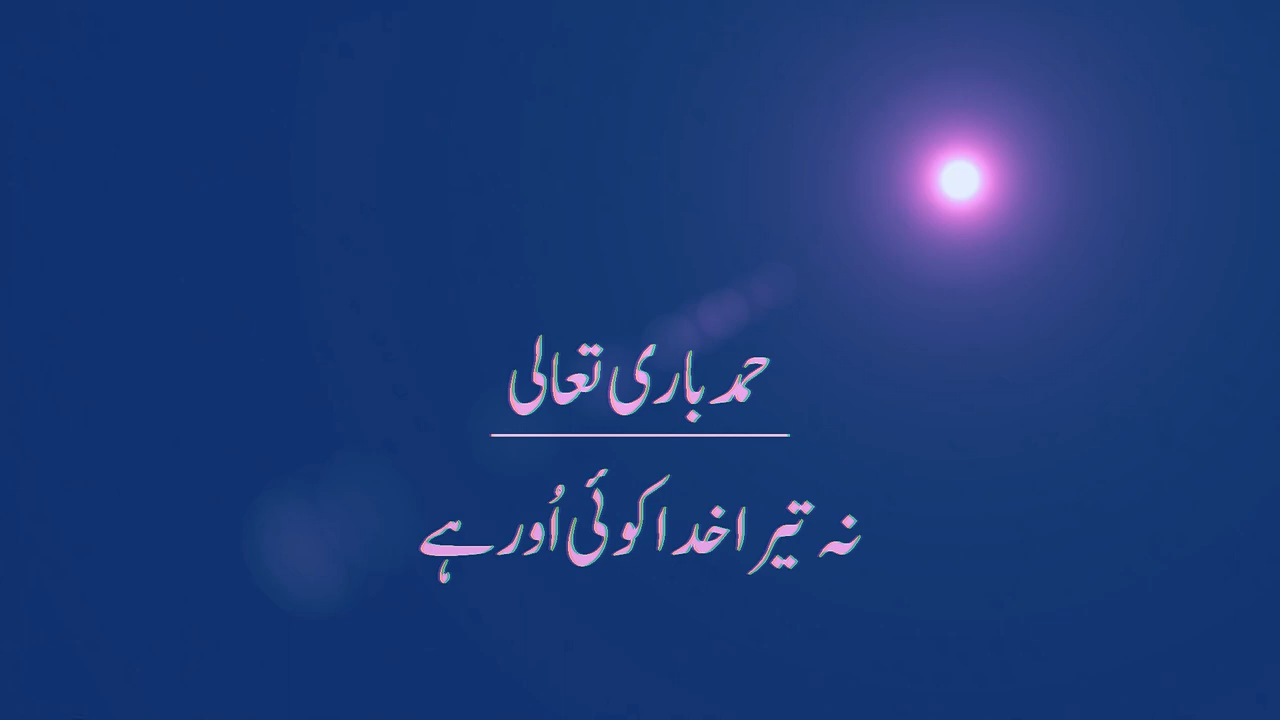 حمد باری تعالی
نہ تیرا خدا کوئی اُور ہے